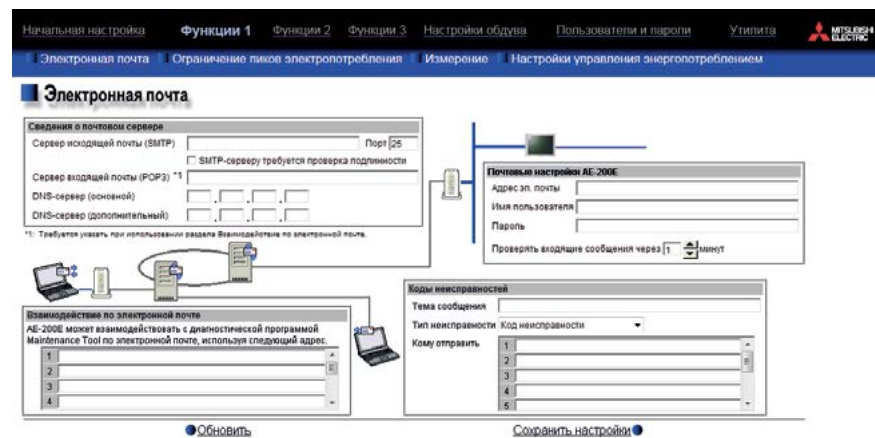 Начальная настройка Функции 1 Функции 2 Функции 3 Настройки обдува Пользователи и пароли Утилита MITSUBISHI ELECTRIC
Электронная почта Ограничение пиков электропотребления Измерение Настройки управления энергопотреблением
Электронная почта
Сведения о почтовом сервере
Сервер исходящей почты (SMTP) Порт 25
SMTP-серверу требуется проверка подлинности
Сервер входящей почты (POP3) *1
DNS-сервер (основной)
DNS-сервер (дополнительный)
*1: Требуется указать при использовании раздела Взаимодействие по электронной почте.
Почтовые настройки AE-200E
Адрес эл. почты
Имя пользователя
Пароль
Проверять входящие сообщения через 1 минут
Взаимодействие по электронной почте
AE-200E может взаимодействовать с диагностической программой
Maintenance Tool по электронной почте, используя следующий адрес.
1
2
3
4
Коды неисправностей
Тема сообщения
Тип неисправности Код неисправности
Кому отправить 1
2
3
4
5
Обновить Сохранить настройки